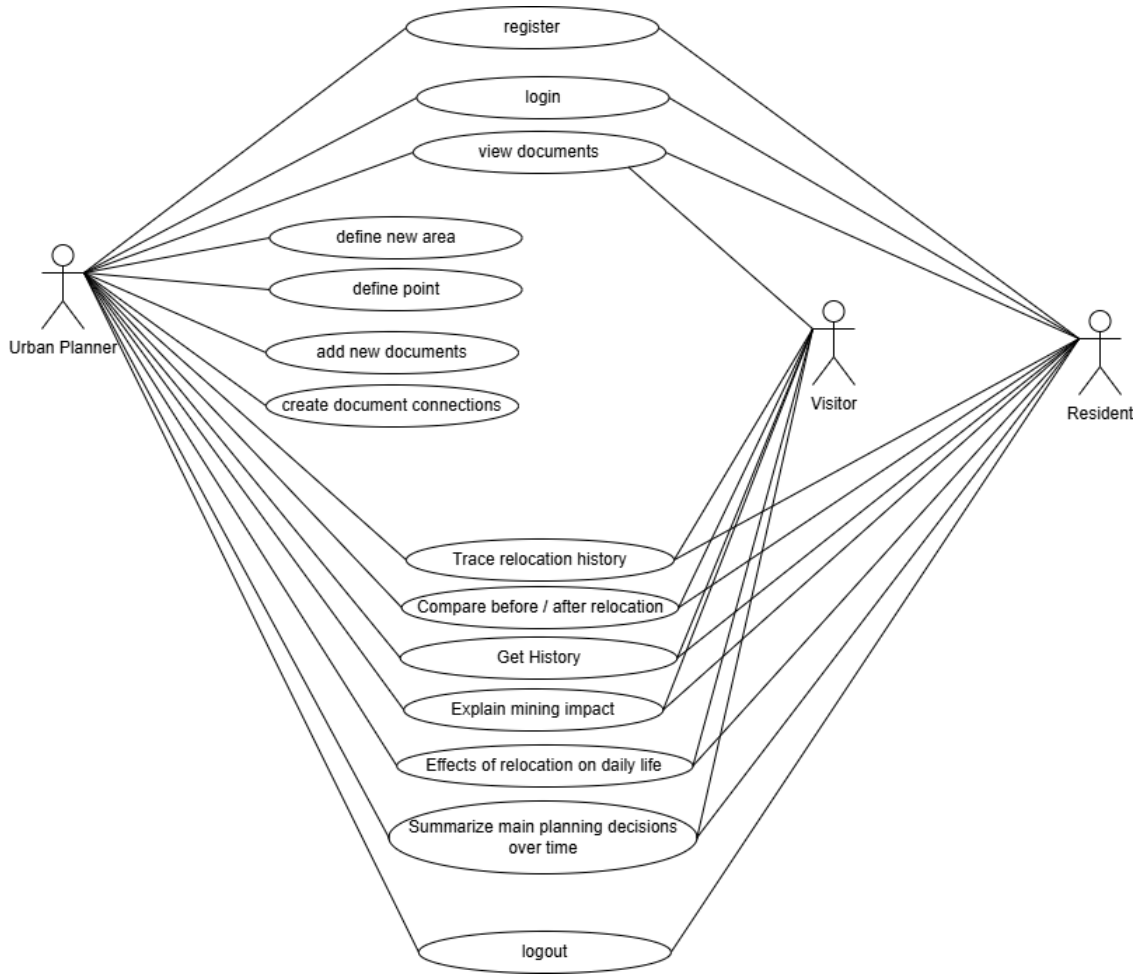 register
login
view documents
define new area
define point
Urban Planner
add new documents
create document connections
Visitor
Resident
Trace relocation history
Compare before / after relocation
Get History
Explain mining impact
Effects of relocation on daily life
Summarize main planning decisions
over time
logout